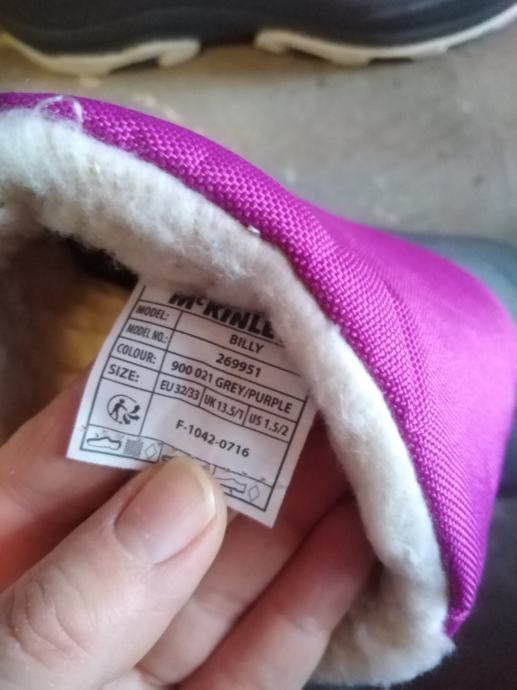 McKINLE
MODEL: BILLY
MODEL NO.: 269951
COLOUR: 900 021 GREY/PURPLE
SIZE: EU 32/33 UK 13.5/1 US 1.5/2
F-1042-0716